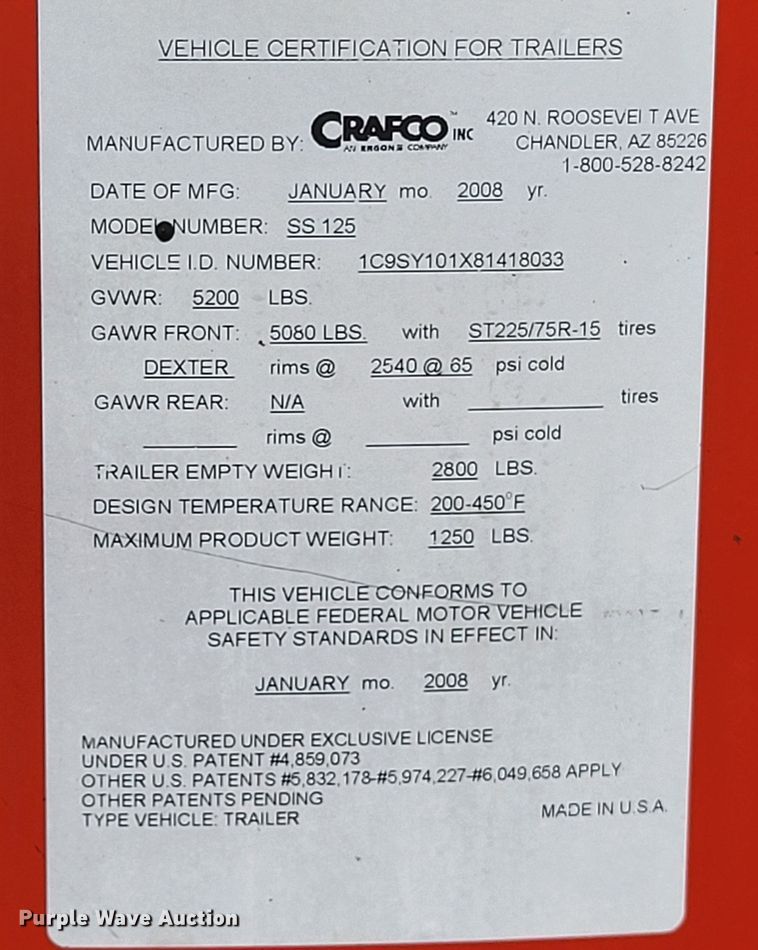 VEHICLE CERTIFICATION FOR TRAILERS
MANUFACTURED BY: CRAFCO INC 420 N. ROOSEVELT AVE
AN ERGON COMPANY CHANDLER, AZ 85226
1-800-528-8242
DATE OF MFG: JANUARY mo. 2008 yr.
MODEL NUMBER: SS 125
VEHICLE I.D. NUMBER: 1C9SY101X81418033
GVWR: 5200 LBS.
GAWR FRONT: 5080 LBS. with ST225/75R-15 tires
DEXTER rims @ 2540 @ 65 psi cold
GAWR REAR: N/A with ____________ tires
________ rims @ _________ psi cold
TRAILER EMPTY WEIGHT: 2800 LBS.
DESIGN TEMPERATURE RANGE: 200-450°F
MAXIMUM PRODUCT WEIGHT: 1250 LBS.
THIS VEHICLE CONFORMS TO
APPLICABLE FEDERAL MOTOR VEHICLE
SAFETY STANDARDS IN EFFECT IN:
JANUARY mo. 2008 yr.
MANUFACTURED UNDER EXCLUSIVE LICENSE
UNDER U.S. PATENT #4,859,073
OTHER U.S. PATENTS #5,832,178-#5,974,227-#6,049,658 APPLY
OTHER PATENTS PENDING
TYPE VEHICLE: TRAILER MADE IN U.S.A.
Purple Wave Auction